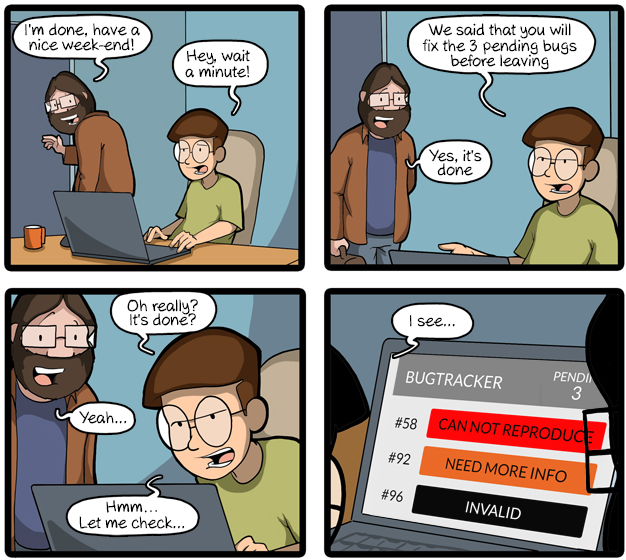 I'm done, have a
nice week-end!
Hey, wait
a minute!
We said that you will
fix the 3 pending bugs
before leaving
Yes, it's
done
Oh really?
It's done?
Yeah...
Hmm...
Let me check...
I see...
BUGTRACKER
PENDI
3
#58 CAN NOT REPRODUCE
#92 NEED MORE INFO
#96 INVALID